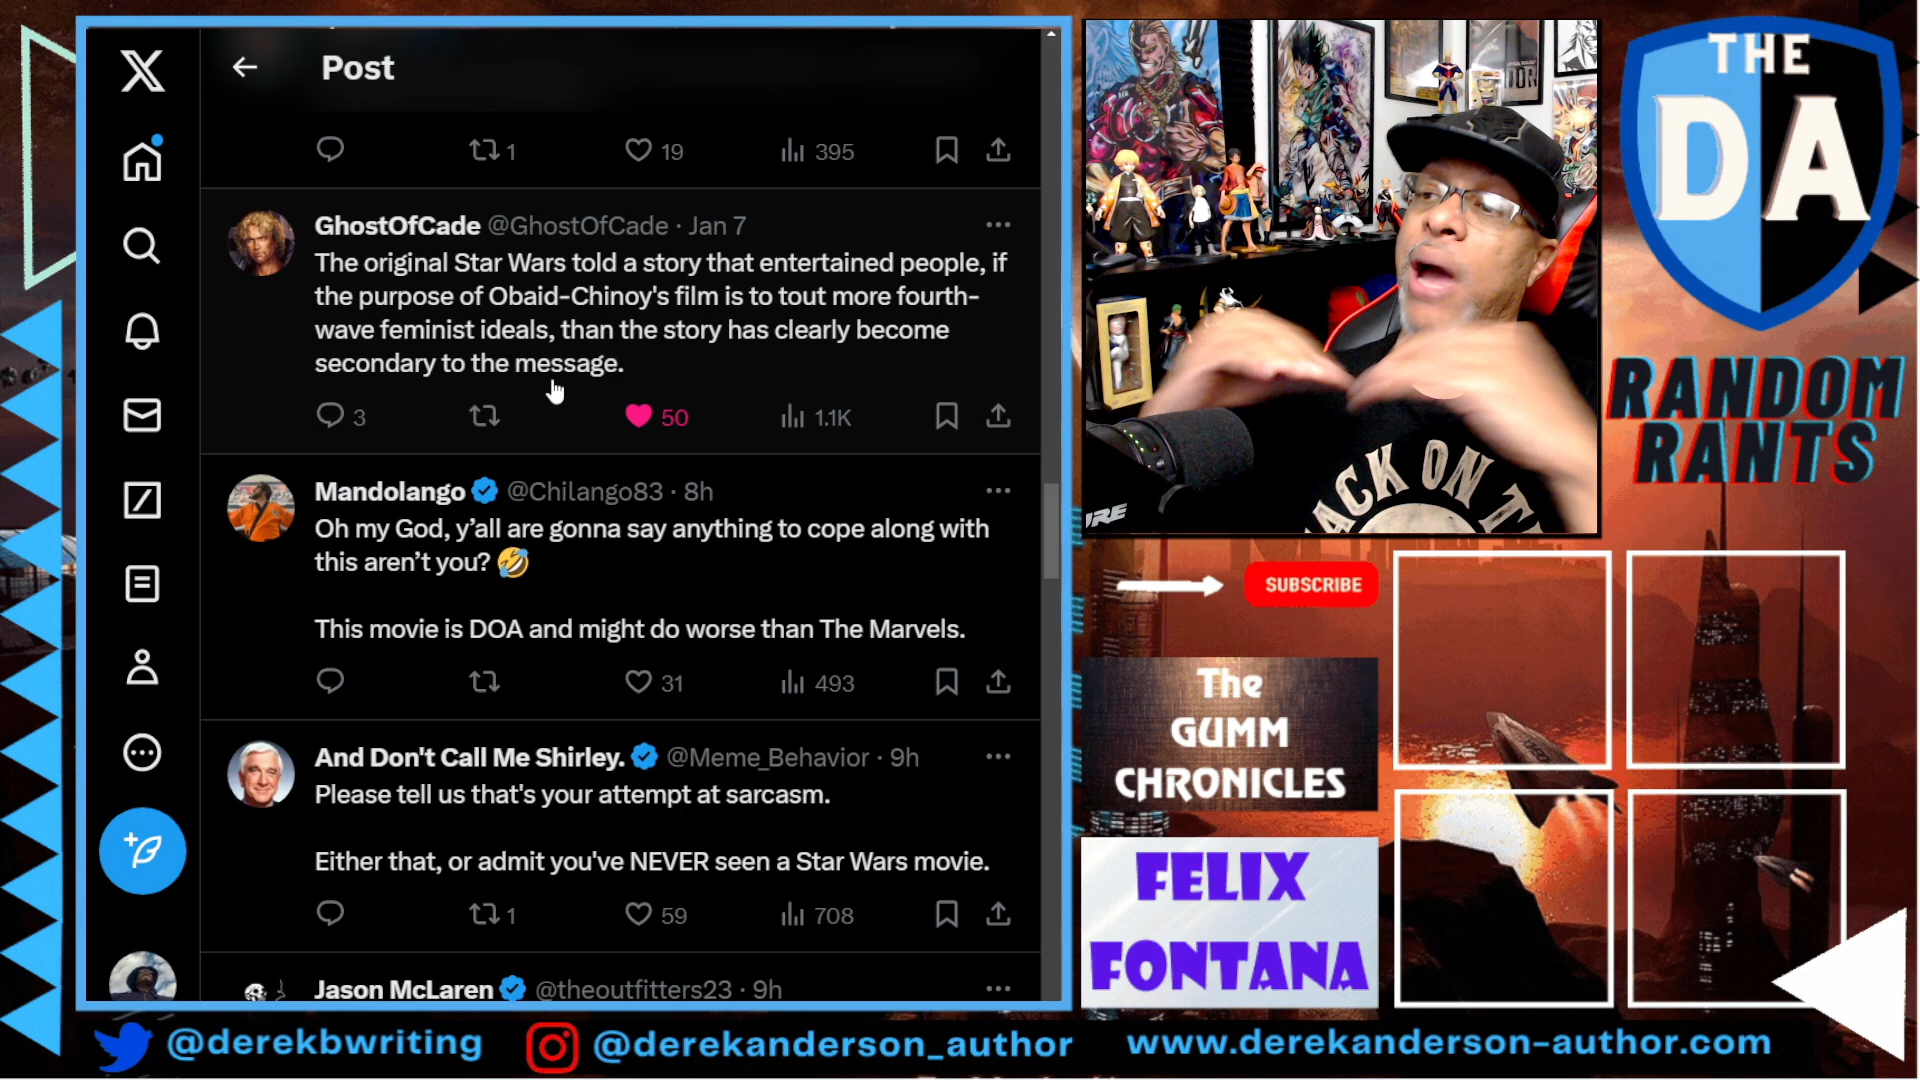 Post
1
19
395
GhostOfCade @GhostOfCade · Jan 7
The original Star Wars told a story that entertained people, if
the purpose of Obaid-Chinoy's film is to tout more fourth-
wave feminist ideals, than the story has clearly become
secondary to the message.
3
50
1.1K
Mandolango @Chilango83 · 8h
Oh my God, y’all are gonna say anything to cope along with
this aren’t you? 🤣
This movie is DOA and might do worse than The Marvels.
31
493
And Don't Call Me Shirley. @Meme_Behavior · 9h
Please tell us that's your attempt at sarcasm.
Either that, or admit you've NEVER seen a Star Wars movie.
1
59
708
Jason McLaren @theoutfitters23 · 9h
ACK ON T
THE
DA
RANDOM
RANTS
SUBSCRIBE
The
GUMM
CHRONICLES
FELIX
FONTANA
@derekbwriting
@derekanderson_author
www.derekanderson-author.com